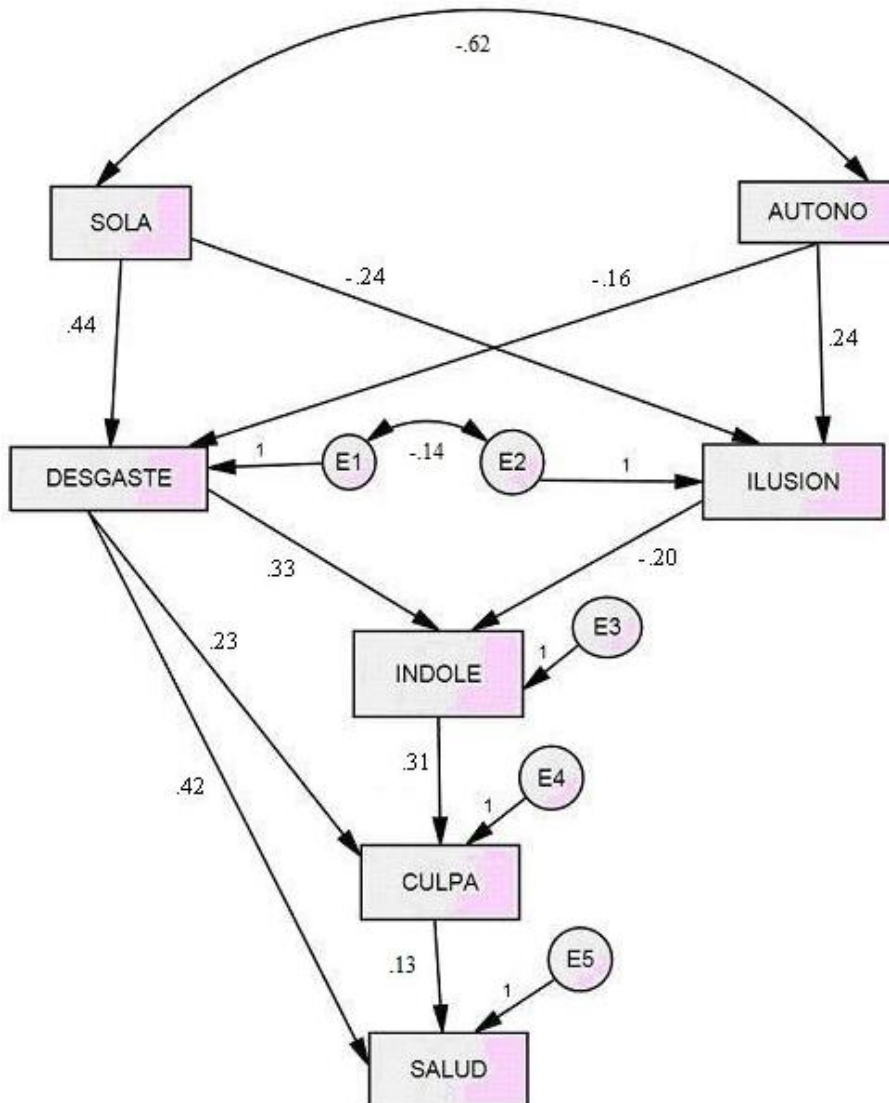 -.62
SOLA
AUTONO
-.24
-.16
.44
.24
DESGASTE
1
E1
-.14
E2
1
ILUSION
.33
-.20
.23
INDOLE
1
E3
.31
.42
E4
1
CULPA
.13
E5
1
SALUD